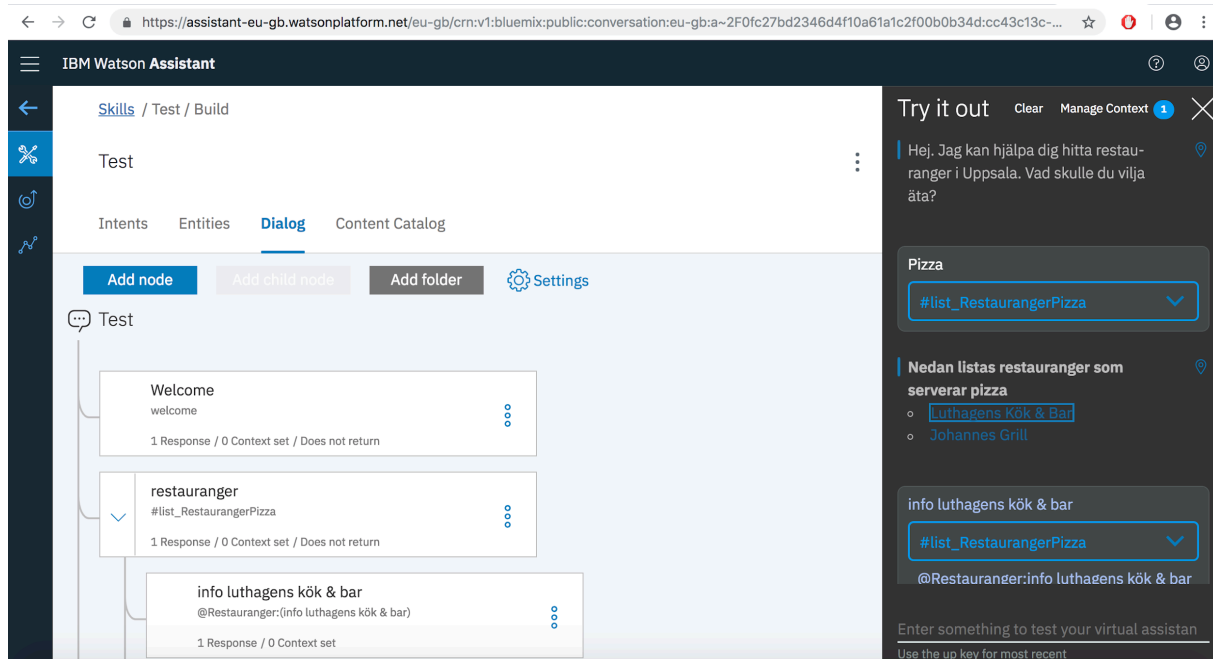 https://assistant-eu-gb.watsonplatform.net/eu-gb/crn:v1:bluemix:public:conversation:eu-gb:a~2F0fc27bd2346d4f10a61a1c2f00b0b34d:cc43c13c-...
IBM Watson Assistant
Skills / Test / Build
Test
Intents Entities Dialog Content Catalog
Add node Add child node Add folder Settings
Test
Welcome
welcome
1 Response / 0 Context set / Does not return
restauranger
#list_RestaurangerPizza
1 Response / 0 Context set / Does not return
info luthagens kök & bar
@Restauranger:(info luthagens kök & bar)
1 Response / 0 Context set
Try it out Clear Manage Context 1
Hej. Jag kan hjälpa dig hitta restau-
ranger i Uppsala. Vad skulle du vilja
äta?
Pizza
#list_RestaurangerPizza
Nedan listas restauranger som
serverar pizza
Luthagens Kök & Bar
Johannes Grill
info luthagens kök & bar
#list_RestaurangerPizza
@Restauranger:info luthagens kök & bar
Enter something to test your virtual assistan
Use the up key for most recent